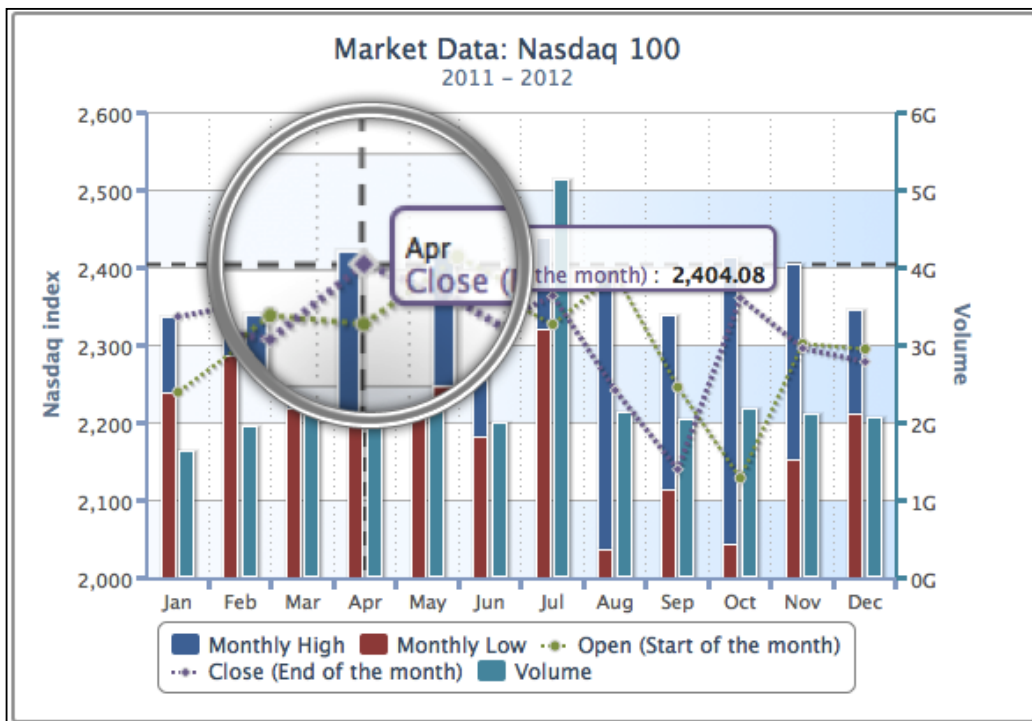 Market Data: Nasdaq 100
2011 – 2012
Nasdaq index
2,600
2,500
2,400
2,300
2,200
2,100
2,000
Volume
6G
5G
4G
3G
2G
1G
0G
Apr
Close (
of the month) : 2,404.08
Jan Feb Mar Apr May Jun Jul Aug Sep Oct Nov Dec
Monthly High Monthly Low Open (Start of the month)
Close (End of the month) Volume